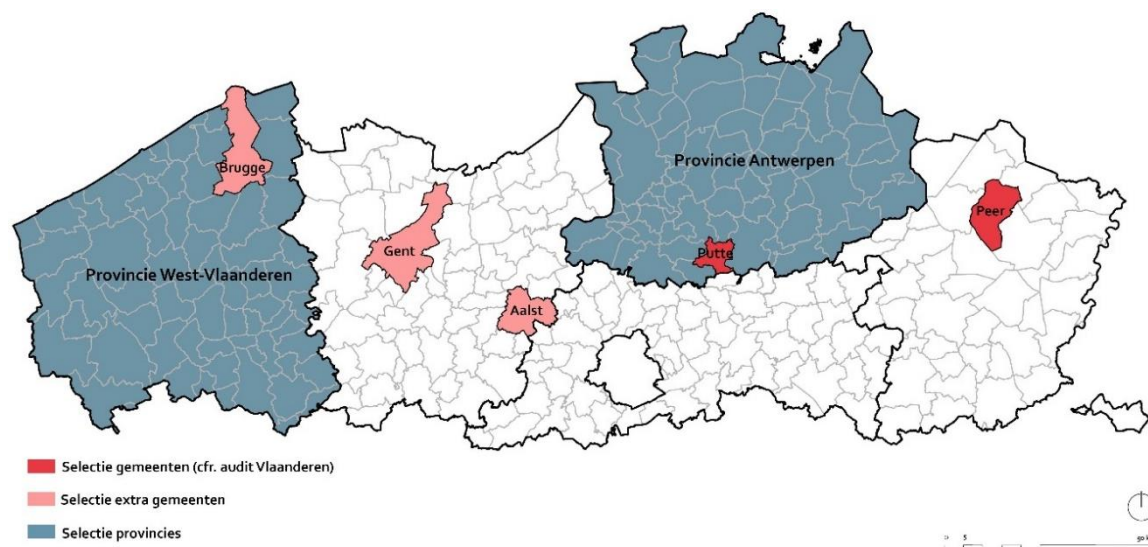 Brugge
Provincie Antwerpen
Peer
Gent
Putte
Provincie West-Vlaanderen
Aalst
Selectie gemeenten (cfr. audit Vlaanderen)
Selectie extra gemeenten
Selectie provincies
5